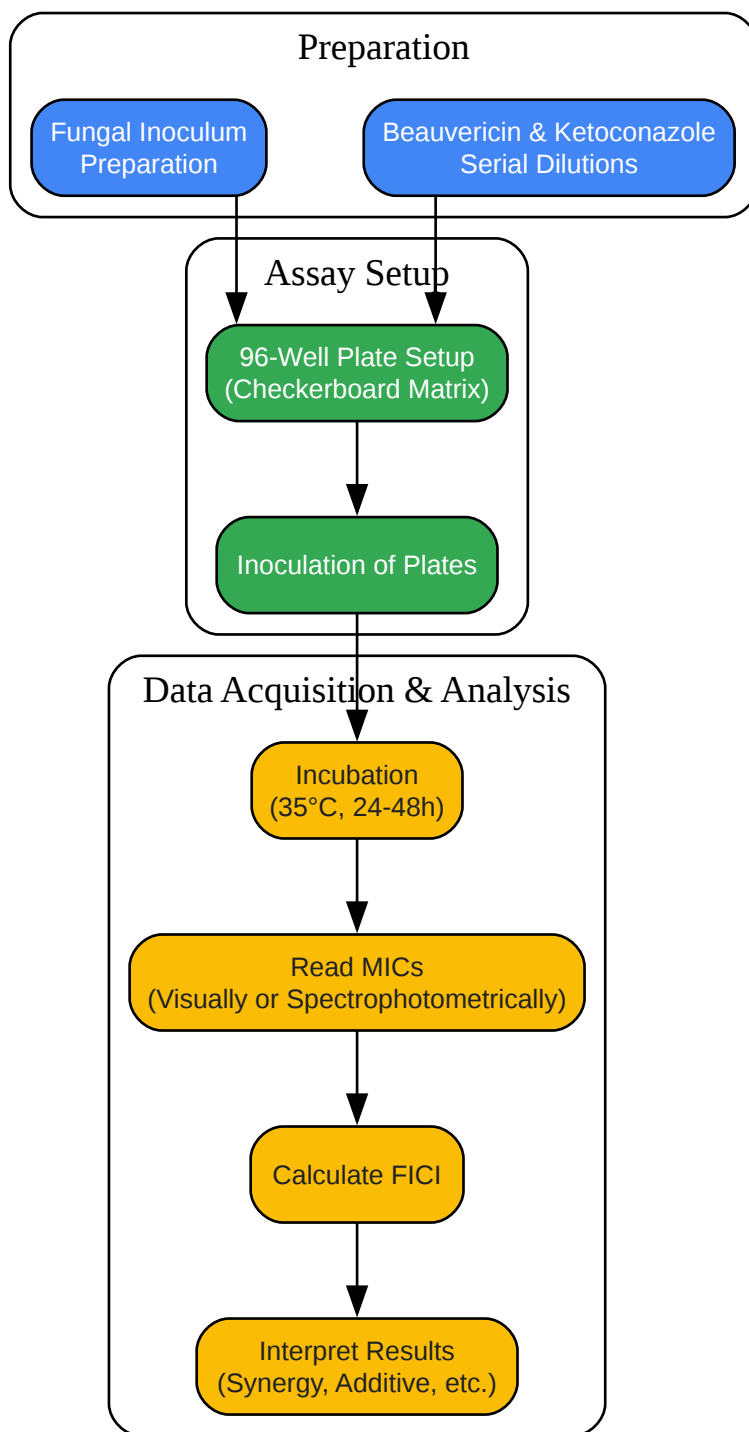 Preparation
Fungal Inoculum
Preparation
Beauvericin & Ketoconazole
Serial Dilutions
Assay Setup
96-Well Plate Setup
(Checkerboard Matrix)
Inoculation of Plates
Data Acquisition & Analysis
Incubation
(35°C, 24-48h)
Read MICs
(Visually or Spectrophotometrically)
Calculate FICI
Interpret Results
(Synergy, Additive, etc.)